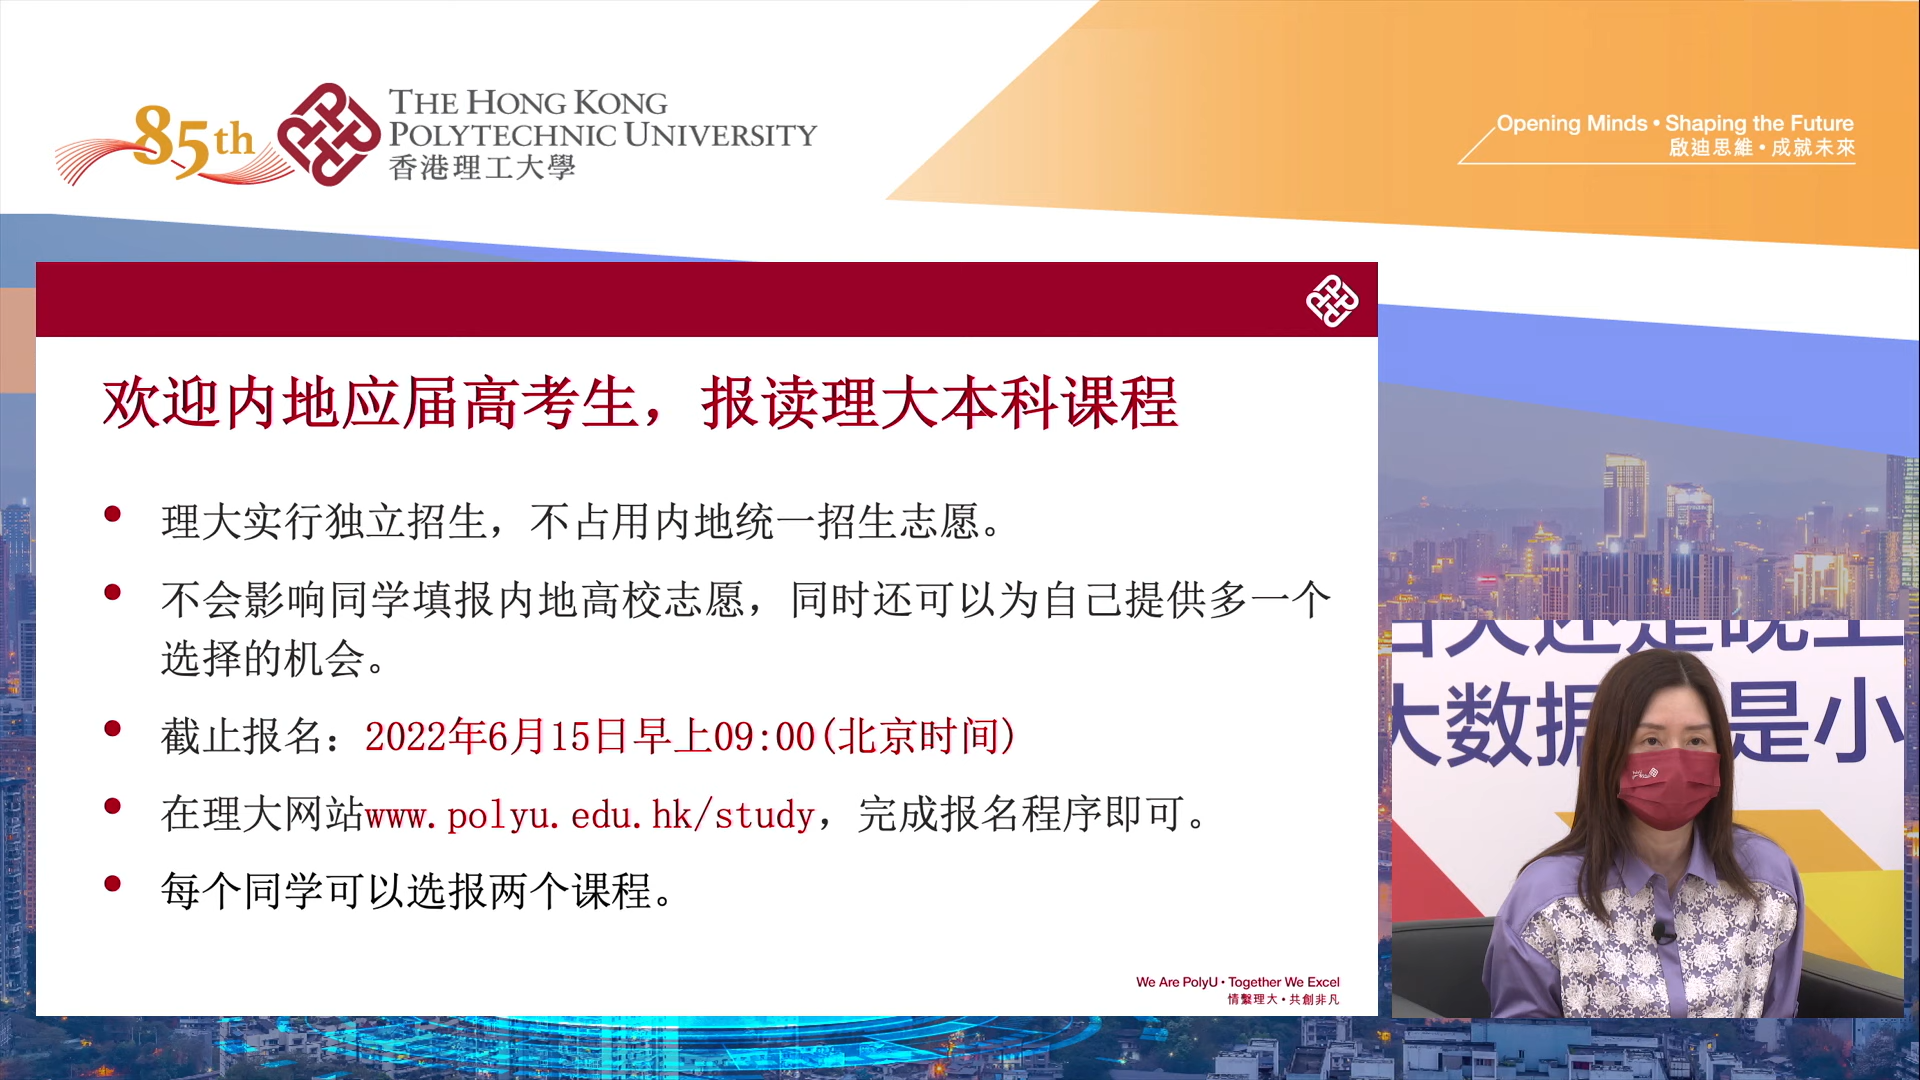 85th
THE HONG KONG
POLYTECHNIC UNIVERSITY
香港理工大學
Opening Minds • Shaping the Future
啟迪思維 • 成就未來
欢迎内地应届高考生，报读理大本科课程
• 理大实行独立招生，不占用内地统一招生志愿。
• 不会影响同学填报内地高校志愿，同时还可以为自己提供多一个
选择的机会。
• 截止报名：2022年6月15日早上09:00(北京时间)
• 在理大网站www.polyu.edu.hk/study，完成报名程序即可。
• 每个同学可以选报两个课程。
We Are PolyU • Together We Excel
情繫理大 • 共創非凡
还是晚上
大数据 是小